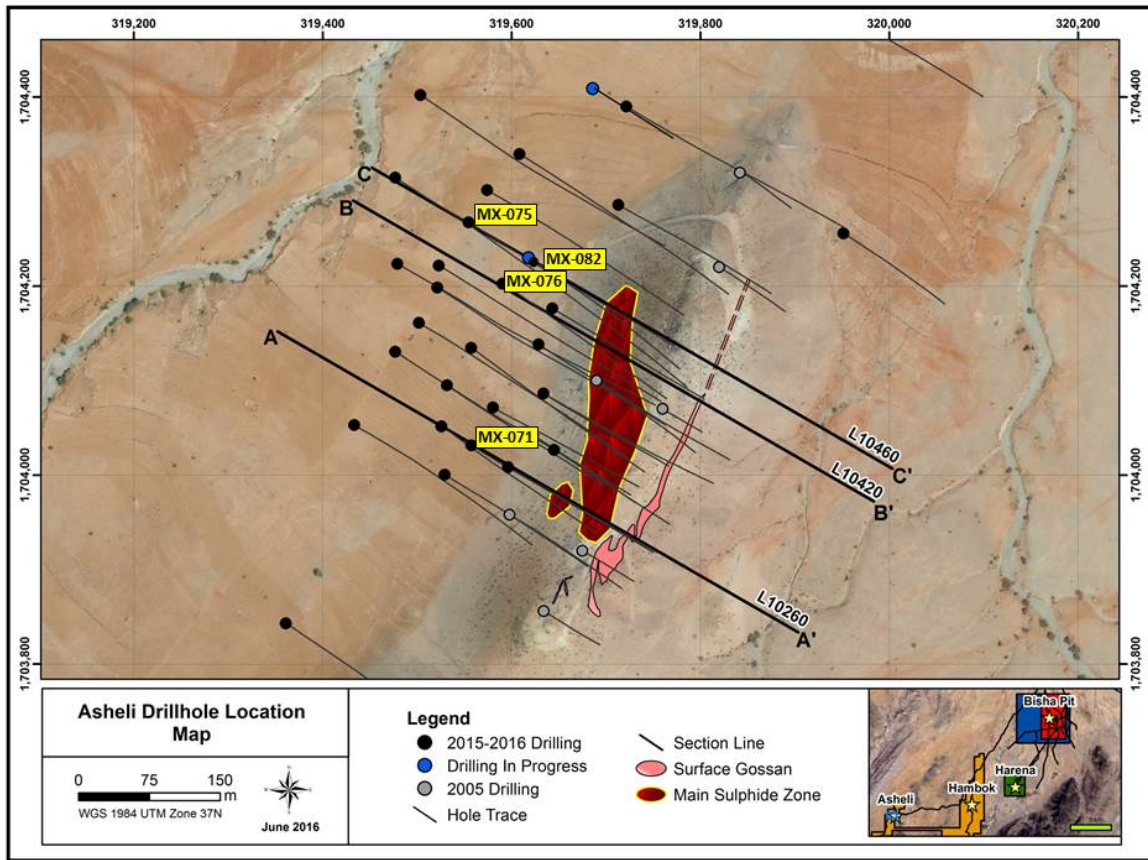 319,200 319,400 319,600 319,800 320,000 320,200
1,704,400 1,704,400
C
B
MX-075
MX-082
MX-076
1,704,200 1,704,200
A
MX-071
L10460
C'
1,704,000 1,704,000
L10420
B'
L10260
A'
1,703,800 1,703,800
Asheli Drillhole Location
Map
0 75 150
m
WGS 1984 UTM Zone 37N
June 2016
Legend
2015-2016 Drilling
Drilling In Progress
2005 Drilling
Hole Trace
Section Line
Surface Gossan
Main Sulphide Zone
Bisha Pit
Harena
Hambok
Asheli